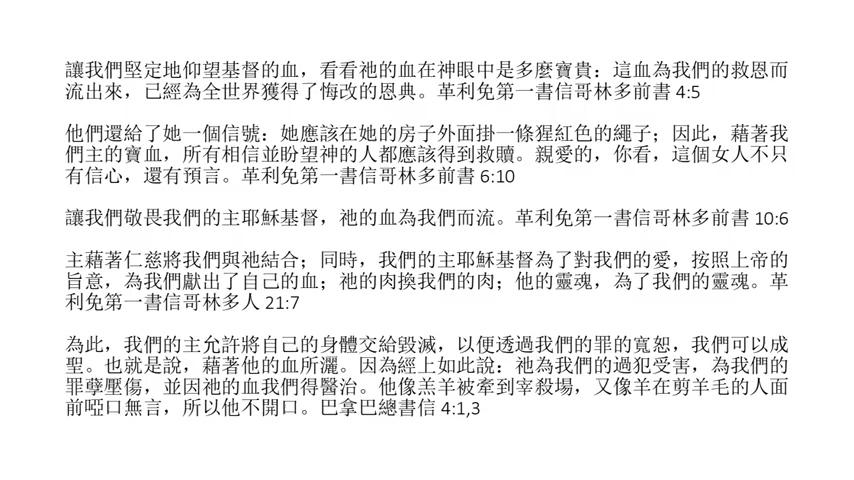 讓我們堅定地仰望基督的血，看看祂的血在神眼中是多麼寶貴：這血為我們的救恩而
流出來，已經為全世界獲得了悔改的恩典。革利免第一書信哥林多前書 4:5
他們還給了她一個信號：她應該在她的房子外面掛一條猩紅色的繩子；因此，藉著我
們主的寶血，所有相信並盼望神的人都應該得到救贖。親愛的，你看，這個女人不只
有信心，還有預言。革利免第一書信哥林多前書 6:10
讓我們敬畏我們的主耶穌基督，祂的血為我們而流。革利免第一書信哥林多前書 10:6
主藉著仁慈將我們與祂結合；同時，我們的主耶穌基督為了對我們的愛，按照上帝的
旨意，為我們獻出了自己的血；祂的肉換我們的肉；他的靈魂，為了我們的靈魂。革
利免第一書信哥林多人 21:7
為此，我們的主允許將自己的身體交給毀滅，以便透過我們的罪的寬恕，我們可以成
聖。也就是說，藉著他的血所灑。因為經上如此說：祂為我們的過犯受害，為我們的
罪孽壓傷，並因祂的血我們得醫治。他像羔羊被牽到宰殺場，又像羊在剪羊毛的人面
前啞口無言，所以他不開口。巴拿巴總書信 4:1,3